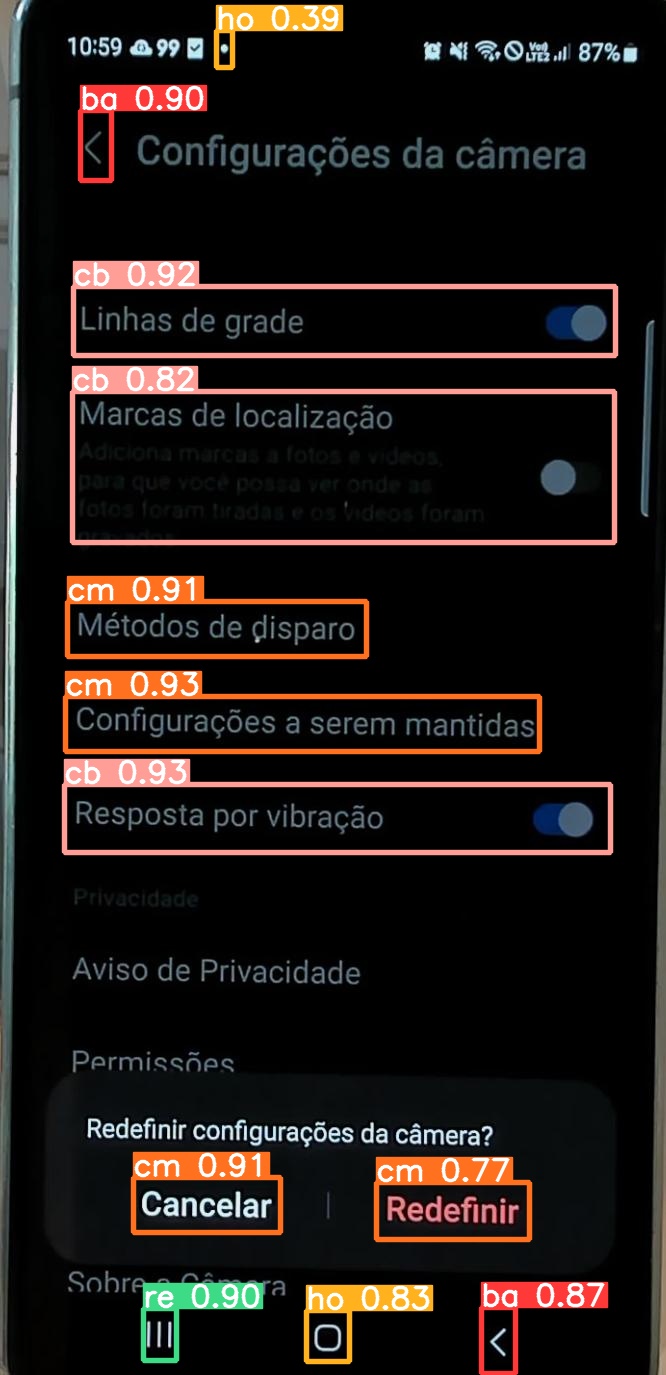 ho 0.39
10:59 99 Vo)) LTE2 87%
ba 0.90
Configurações da câmera
cb 0.92
Linhas de grade
cb 0.82
Marcas de localização
Adiciona marcas a fotos e vídeos,
para que você possa ver onde as
fotos foram tiradas e os vídeos foram
gravados
cm 0.91
Métodos de disparo
cm 0.93
Configurações a serem mantidas
cb 0.93
Resposta por vibração
Privacidade
Aviso de Privacidade
Permissões
Redefinir configurações da câmera?
cm 0.91 cm 0.77
Cancelar Redefinir
Sobre a Câmera
re 0.90 ho 0.83 ba 0.87